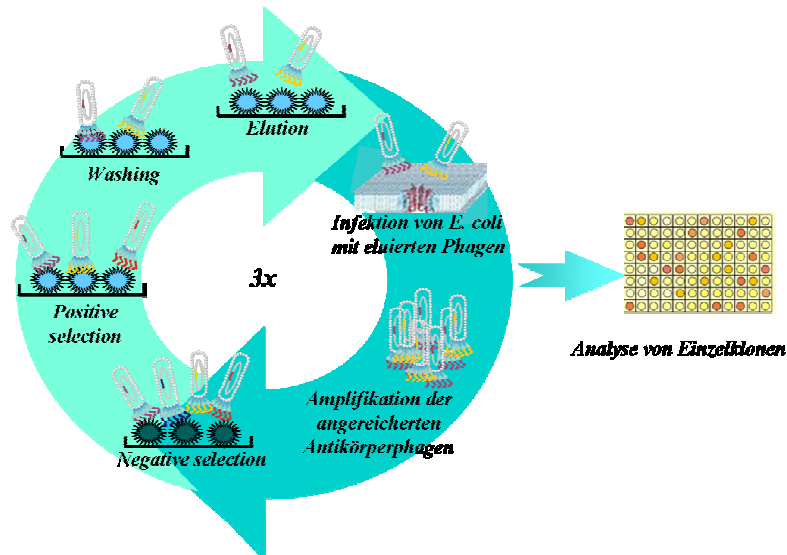 Elution
Washing
Infektion von E. coli
mit eluierten Phagen
Positive
selection
3x
Analyse von Einzelklonen
Amplifikation der
angereicherten
Antikörperphagen
Negative selection